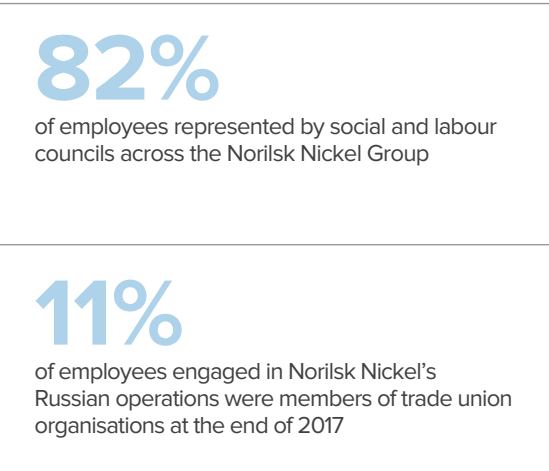 82%
of employees represented by social and labour
councils across the Norilsk Nickel Group
11%
of employees engaged in Norilsk Nickel’s
Russian operations were members of trade union
organisations at the end of 2017